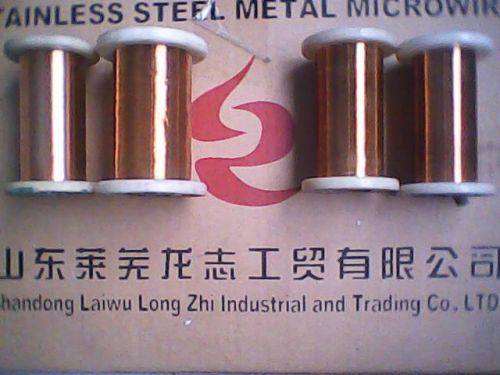 TAINLESS STEEL METAL MICROWIR
山东莱芜龙志工贸有限公司
Shandong Laiwu Long Zhi Industrial and Trading Co, LTD